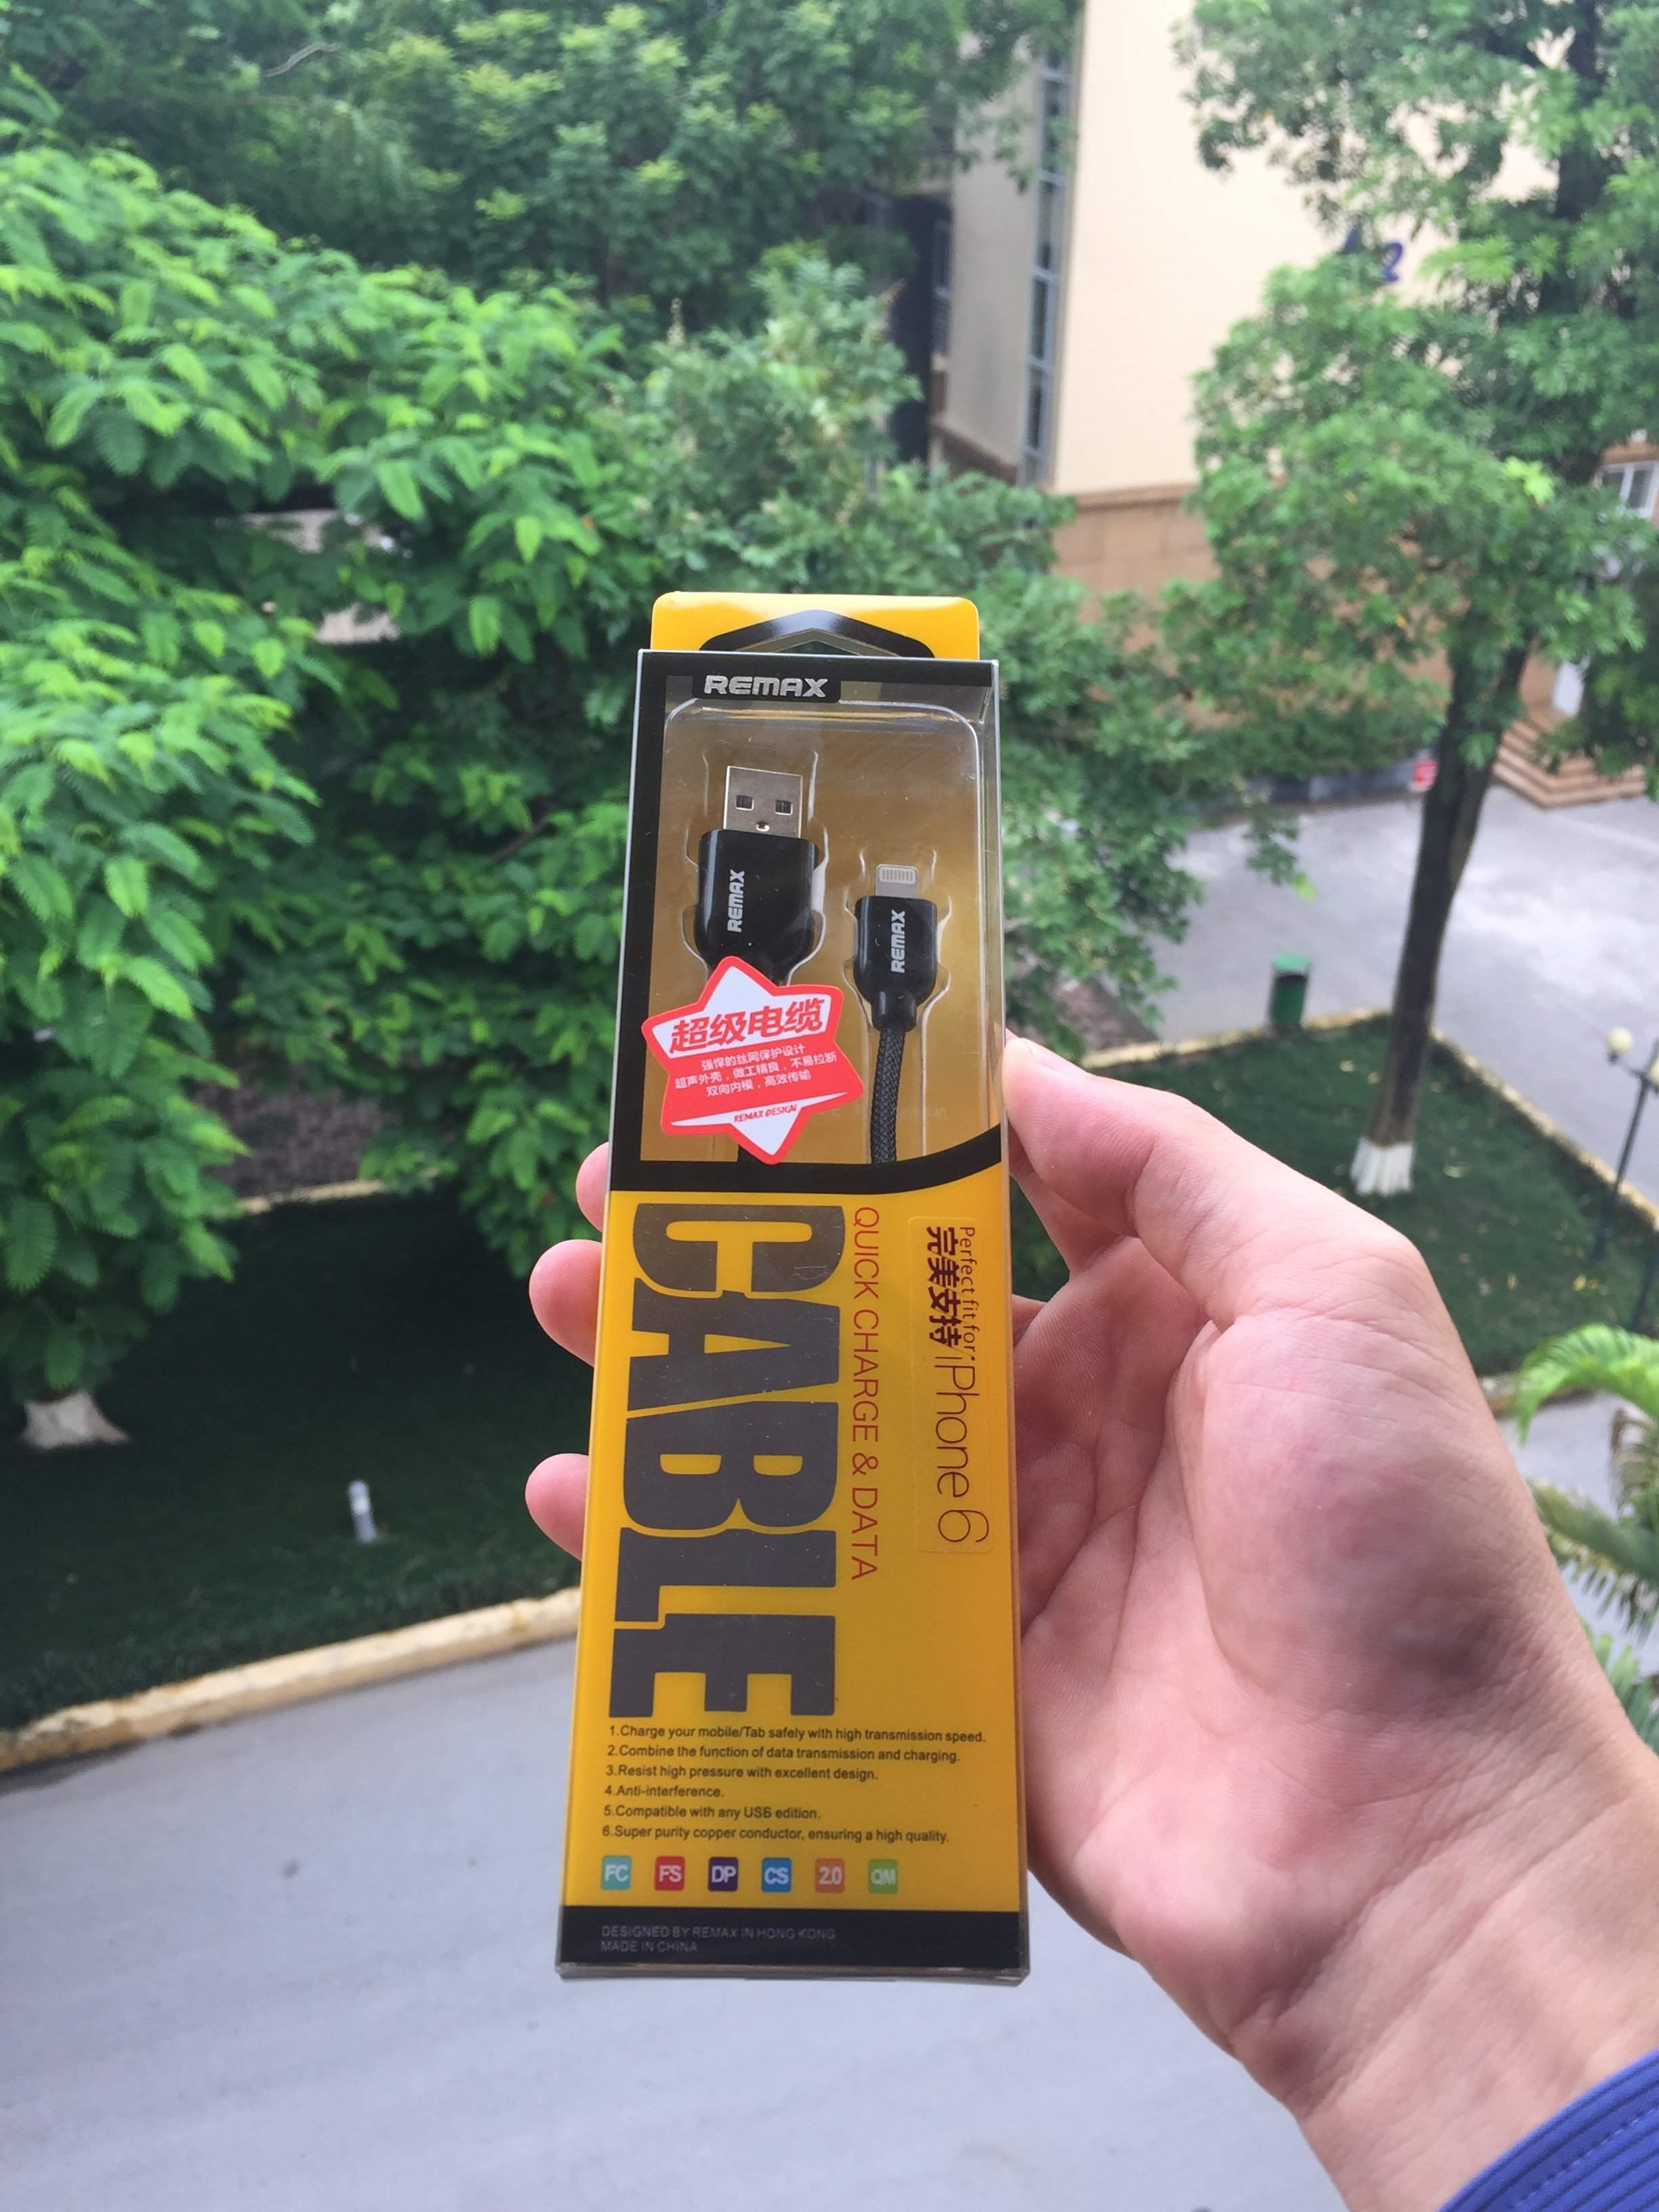 REMAX
REMAX
REMAX
超级电缆
强悍的丝网保护设计
超声外壳，做工精良，不易拉断
双向内模，高效传输
REMAX DESIGN
CABLE
QUICK CHARGE & DATA
Perfect fit for:
完美支持 iPhone 6
1.Charge your mobile/Tab safely with high transmission speed.
2.Combine the function of data transmission and charging.
3.Resist high pressure with excellent design.
4.Anti-interference.
5.Compatible with any USB edition.
6.Super purity copper conductor, ensuring a high quality.
FC FS DP CS 2.0 QM
DESIGNED BY REMAX IN HONG KONG
MADE IN CHINA